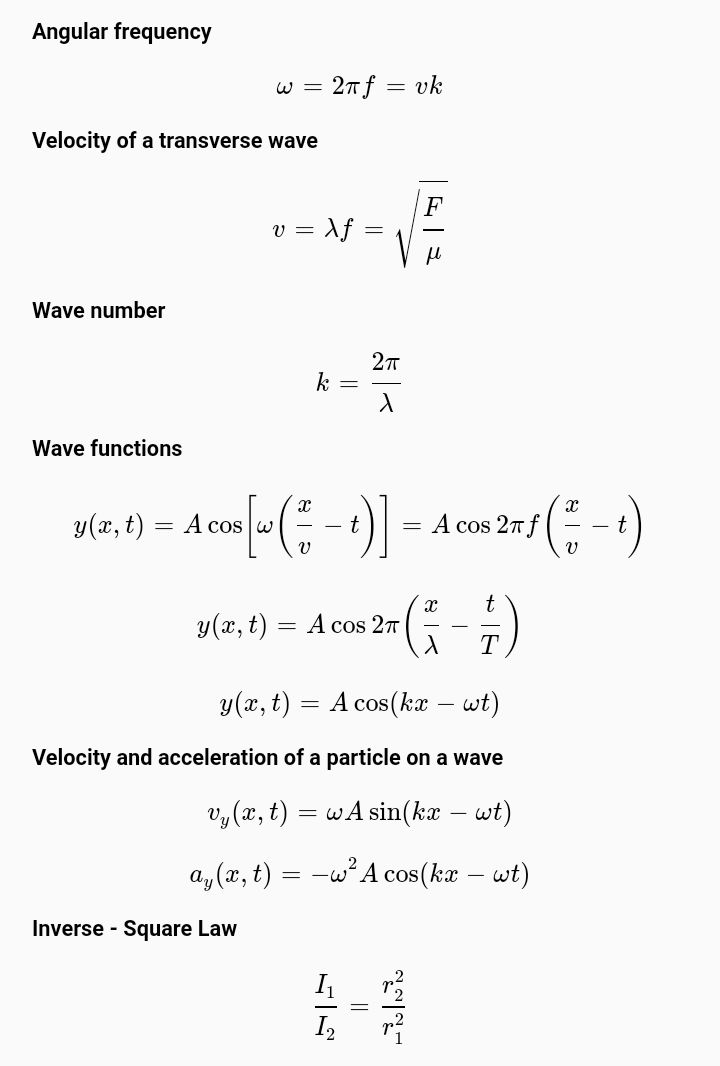 Angular frequency
ω = 2πf = vk
Velocity of a transverse wave
v = λf = √(F/μ)
Wave number
k = 2π/λ
Wave functions
y(x, t) = A cos[ω(x/v − t)] = A cos 2πf(x/v − t)
y(x, t) = A cos 2π(x/λ − t/T)
y(x, t) = A cos(kx − ωt)
Velocity and acceleration of a particle on a wave
v_y(x, t) = ωA sin(kx − ωt)
a_y(x, t) = −ω²A cos(kx − ωt)
Inverse - Square Law
I₁/I₂ = r₂²/r₁²